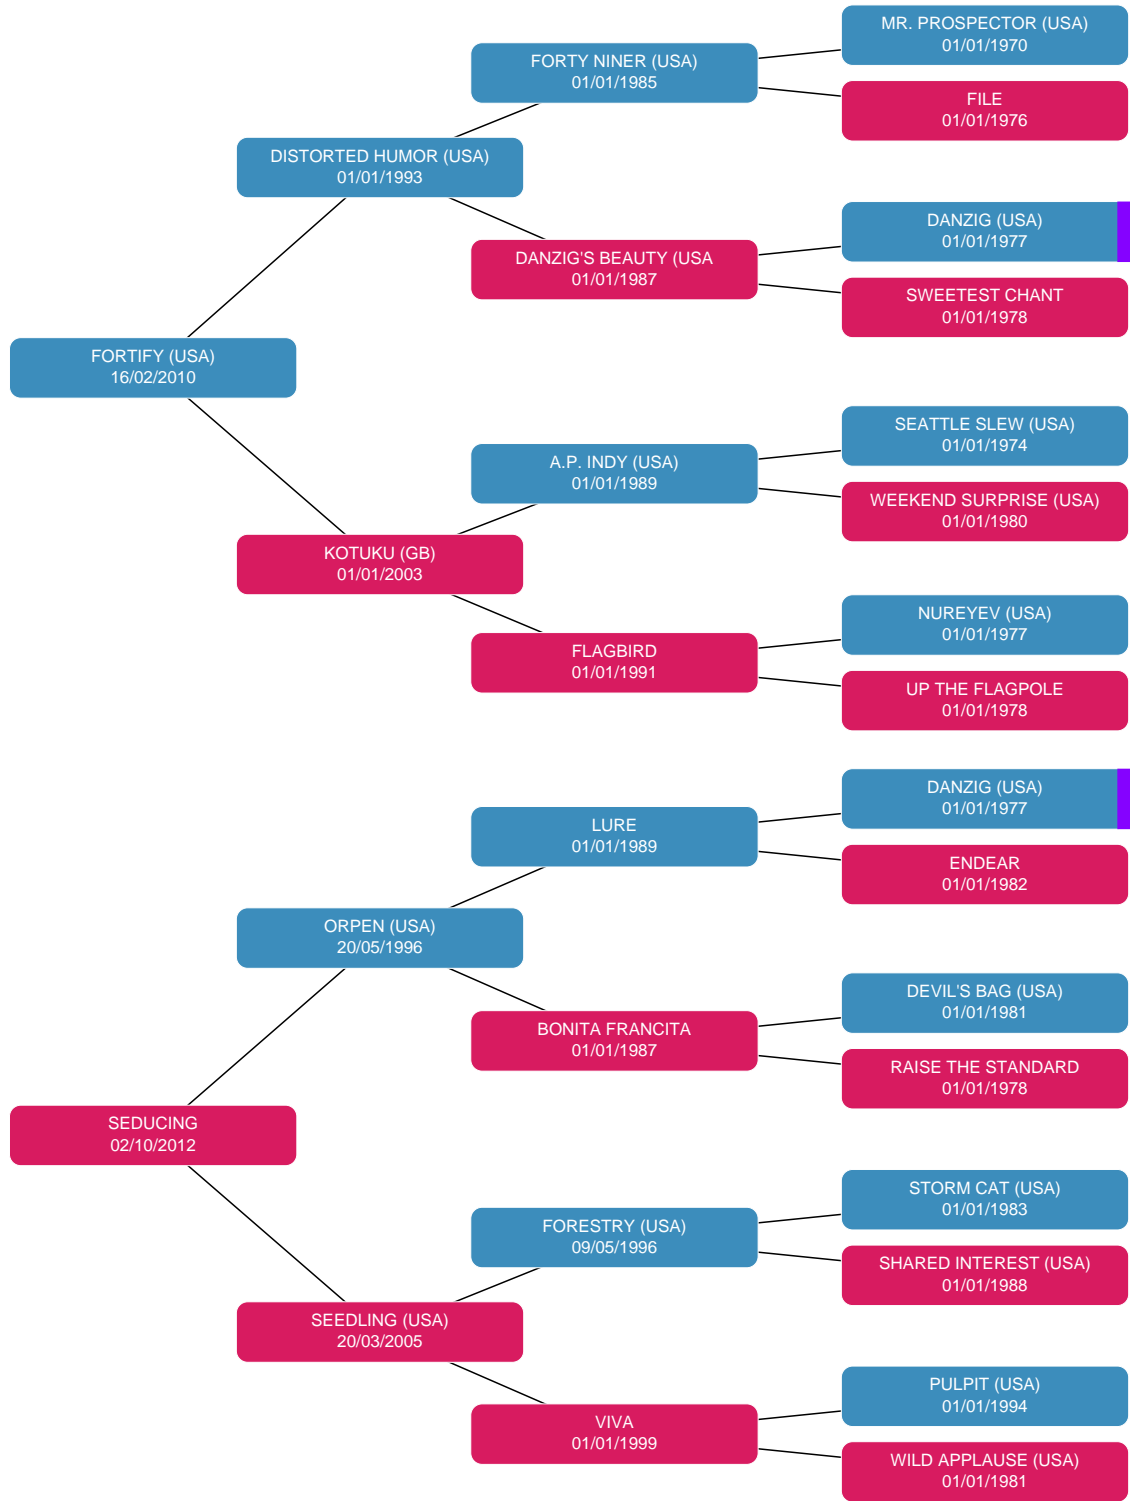 MR. PROSPECTOR (USA)
01/01/1970
FORTY NINER (USA)
01/01/1985
FILE
01/01/1976
DISTORTED HUMOR (USA)
01/01/1993
DANZIG (USA)
01/01/1977
DANZIG'S BEAUTY (USA
01/01/1987
SWEETEST CHANT
01/01/1978
FORTIFY (USA)
16/02/2010
SEATTLE SLEW (USA)
01/01/1974
A.P. INDY (USA)
01/01/1989
WEEKEND SURPRISE (USA)
01/01/1980
KOTUKU (GB)
01/01/2003
NUREYEV (USA)
01/01/1977
FLAGBIRD
01/01/1991
UP THE FLAGPOLE
01/01/1978
DANZIG (USA)
01/01/1977
LURE
01/01/1989
ENDEAR
01/01/1982
ORPEN (USA)
20/05/1996
DEVIL'S BAG (USA)
01/01/1981
BONITA FRANCITA
01/01/1987
RAISE THE STANDARD
01/01/1978
SEDUCING
02/10/2012
STORM CAT (USA)
01/01/1983
FORESTRY (USA)
09/05/1996
SHARED INTEREST (USA)
01/01/1988
SEEDLING (USA)
20/03/2005
PULPIT (USA)
01/01/1994
VIVA
01/01/1999
WILD APPLAUSE (USA)
01/01/1981